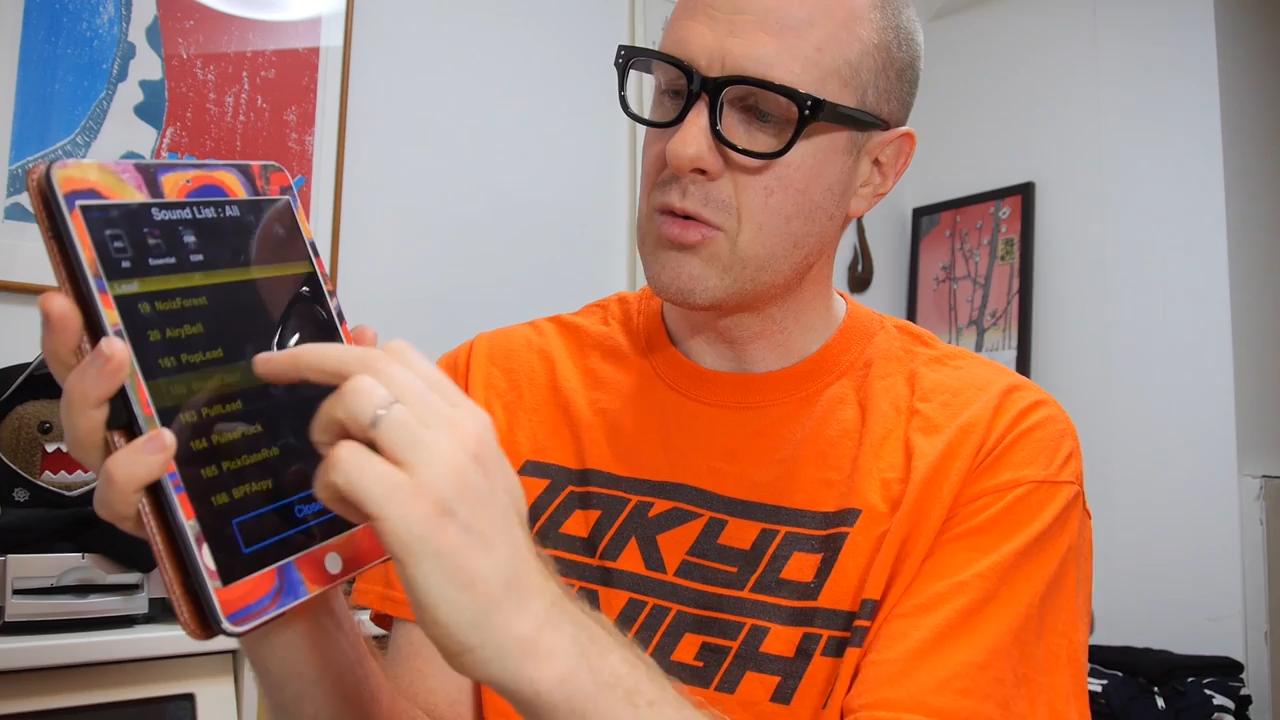 Sound List : All
All
Essential
EDM
Lead
19 NoizForest
20 AiryBell
161 PopLead
163 PullLead
164 PulsePluck
165 PickGateRvb
166 BPFArpy
Close
TOKYO